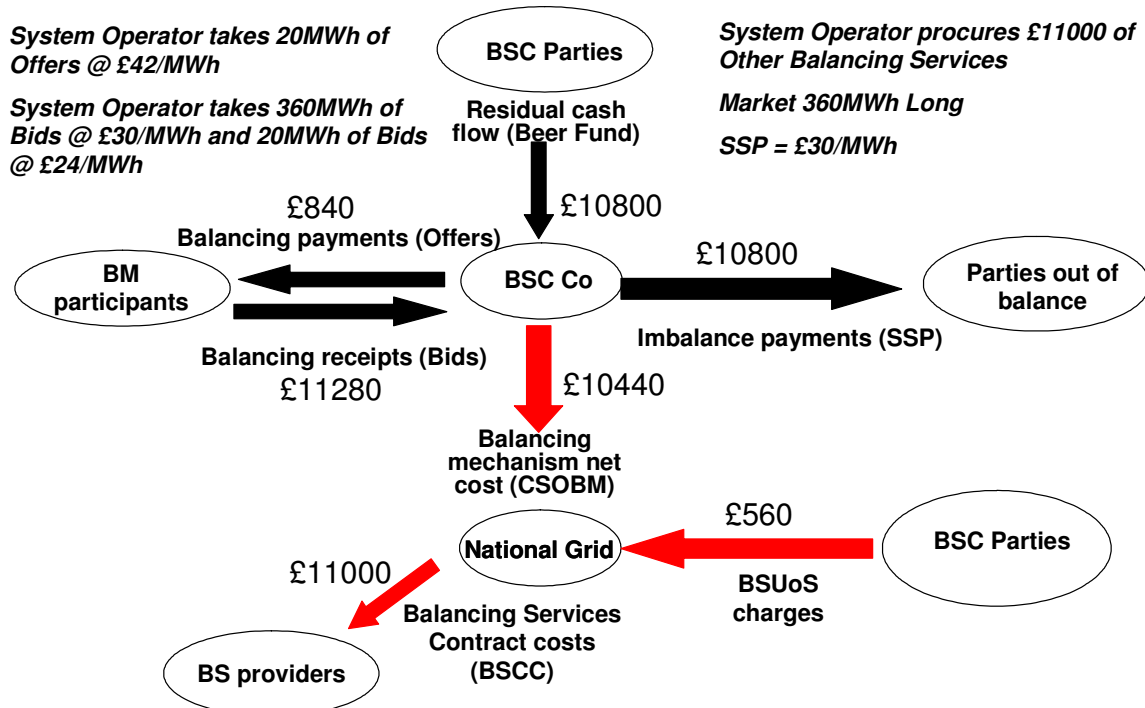 System Operator takes 20MWh of
Offers @ £42/MWh
System Operator takes 360MWh of
Bids @ £30/MWh and 20MWh of Bids
@ £24/MWh
BSC Parties
Residual cash
flow (Beer Fund)
System Operator procures £11000 of
Other Balancing Services
Market 360MWh Long
SSP = £30/MWh
£10800
£840
Balancing payments (Offers)
BM
participants
BSC Co
£10800
Parties out of
balance
Imbalance payments (SSP)
Balancing receipts (Bids)
£11280
£10440
Balancing
mechanism net
cost (CSOBM)
£560
BSC Parties
National Grid
BSUoS
charges
£11000
Balancing Services
Contract costs
(BSCC)
BS providers